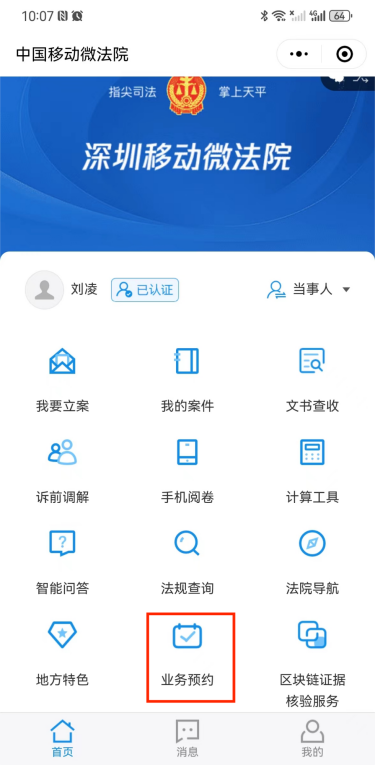 10:07
4G 64
中国移动微法院
指尖司法 掌上天平
深圳移动微法院
刘凌 已认证 当事人
我要立案 我的案件 文书查收
诉前调解 手机阅卷 计算工具
智能问答 法规查询 法院导航
地方特色 业务预约 区块链证据
核验服务
首页 消息 我的